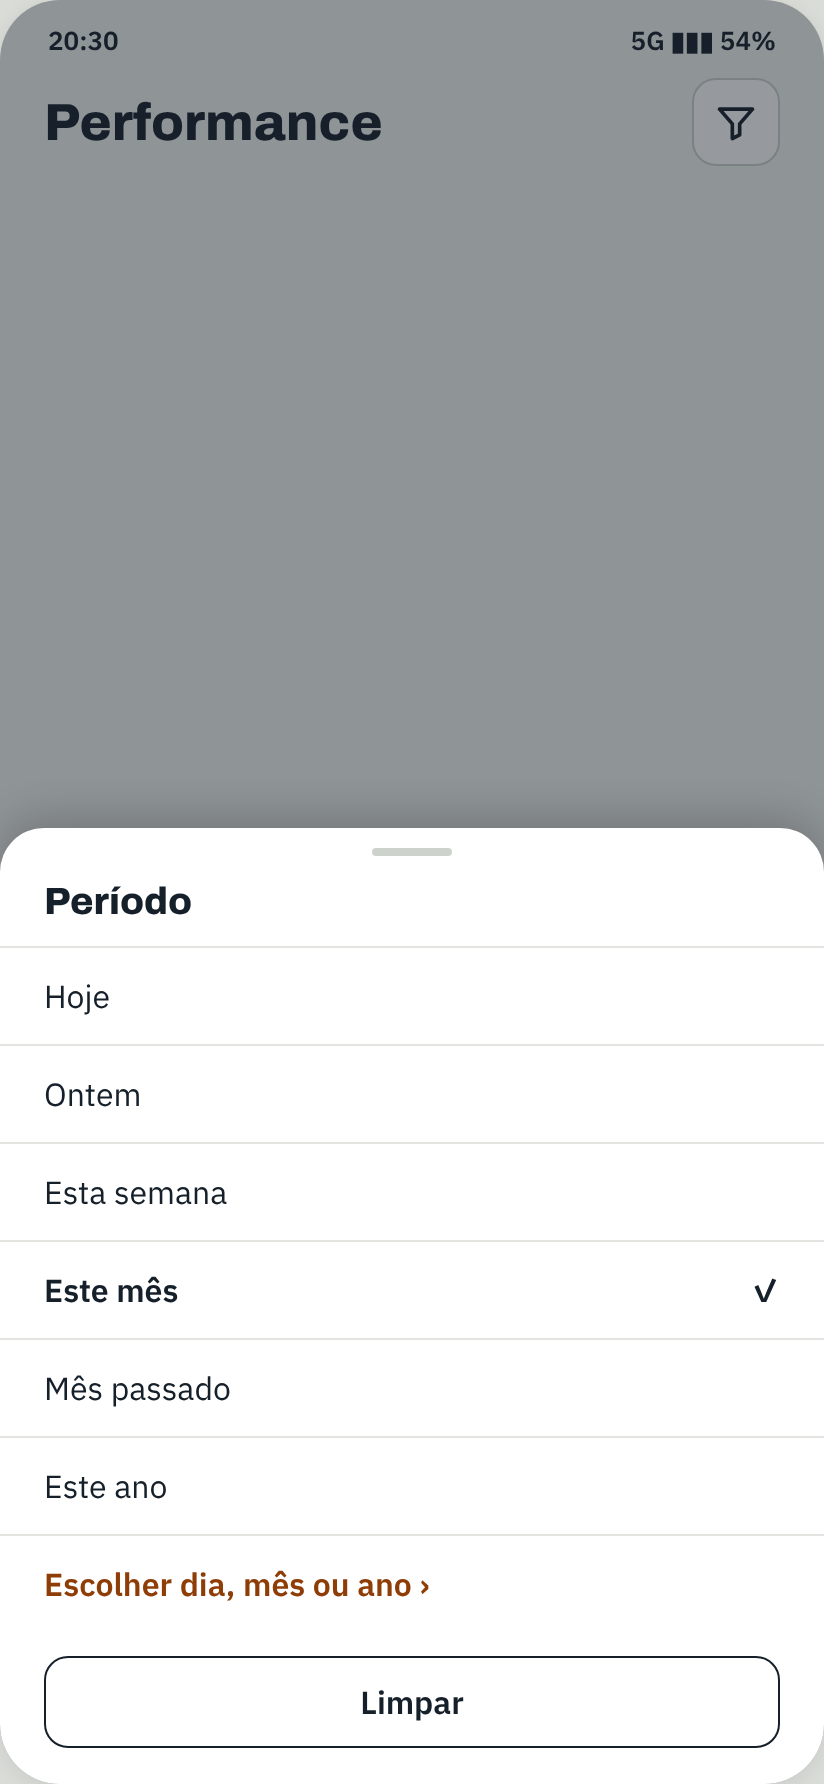 20:30 5G 54%
Performance
Período
Hoje
Ontem
Esta semana
Este mês ✓
Mês passado
Este ano
Escolher dia, mês ou ano ›
Limpar